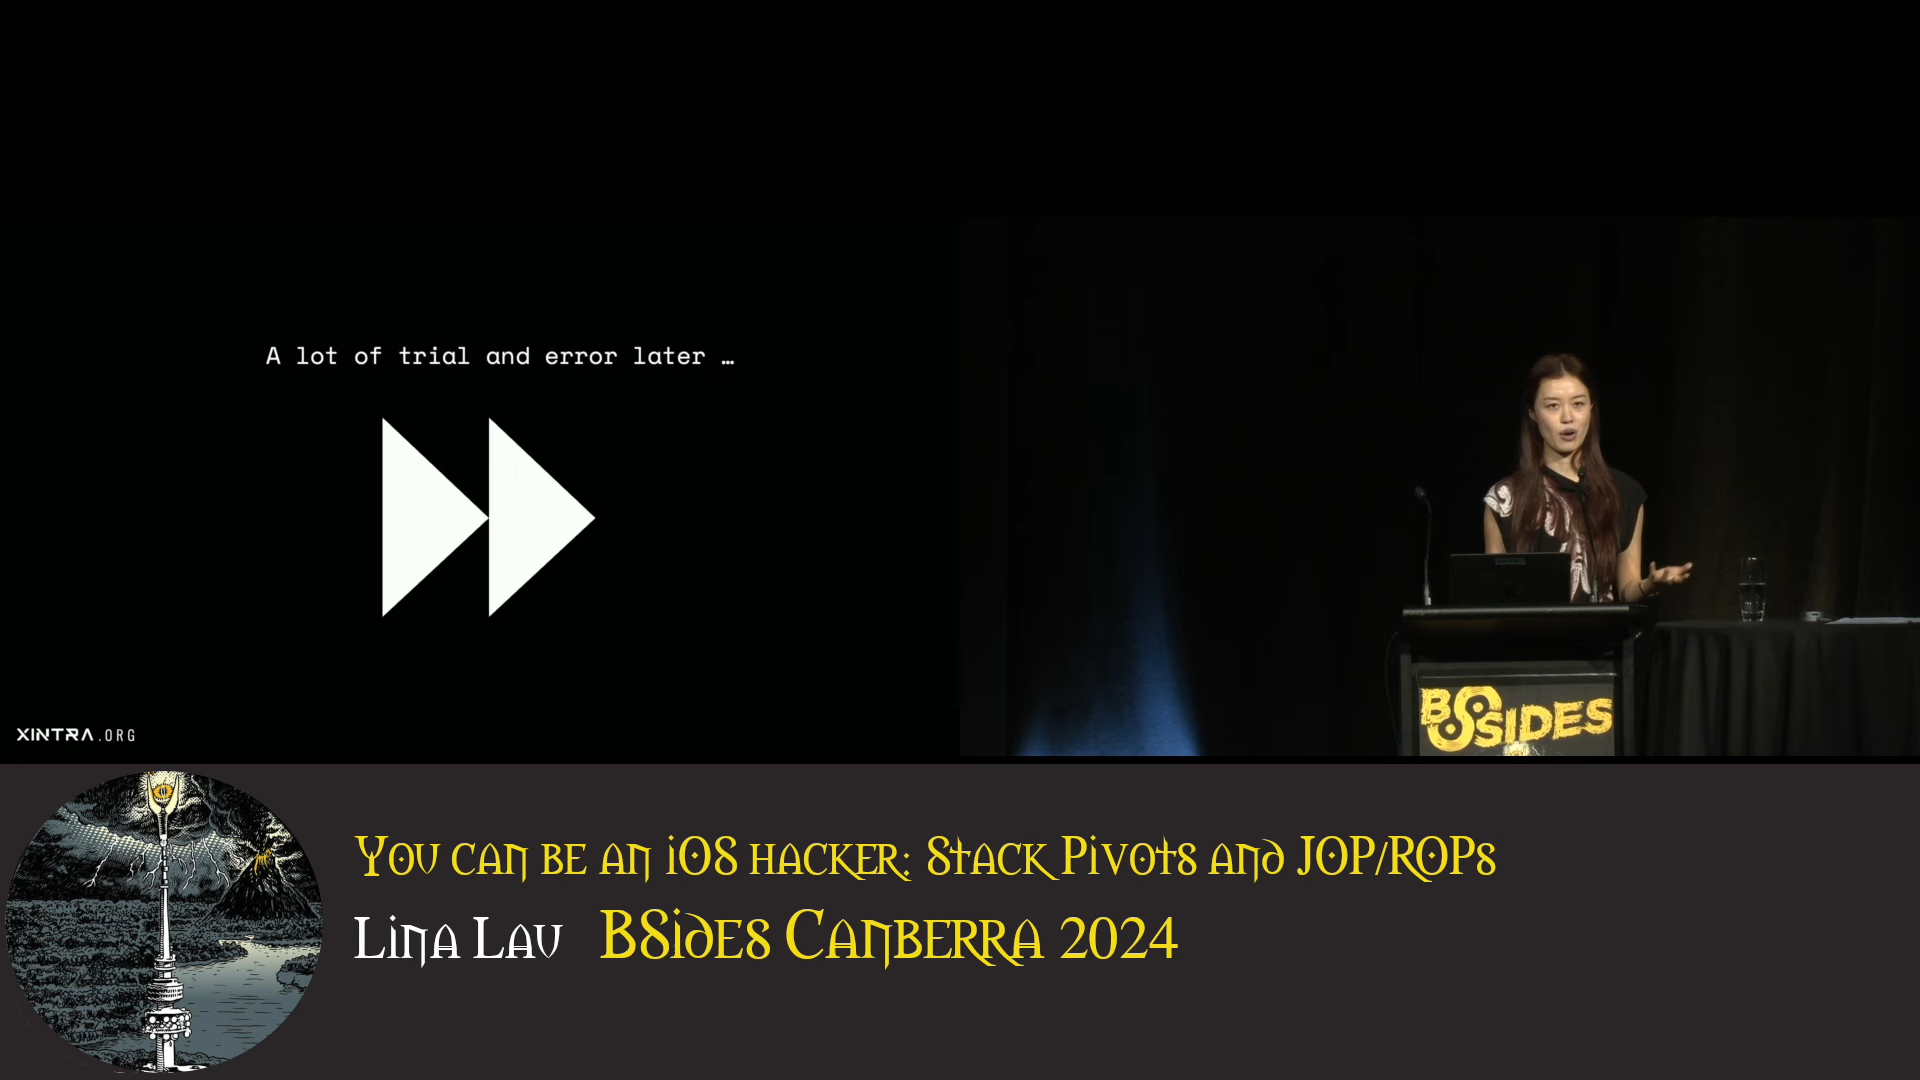 A lot of trial and error later …
XINTRA.ORG
BSIDES
You can be an iOS hacker: Stack Pivots and JOP/ROPs
Lina Lau BSides Canberra 2024